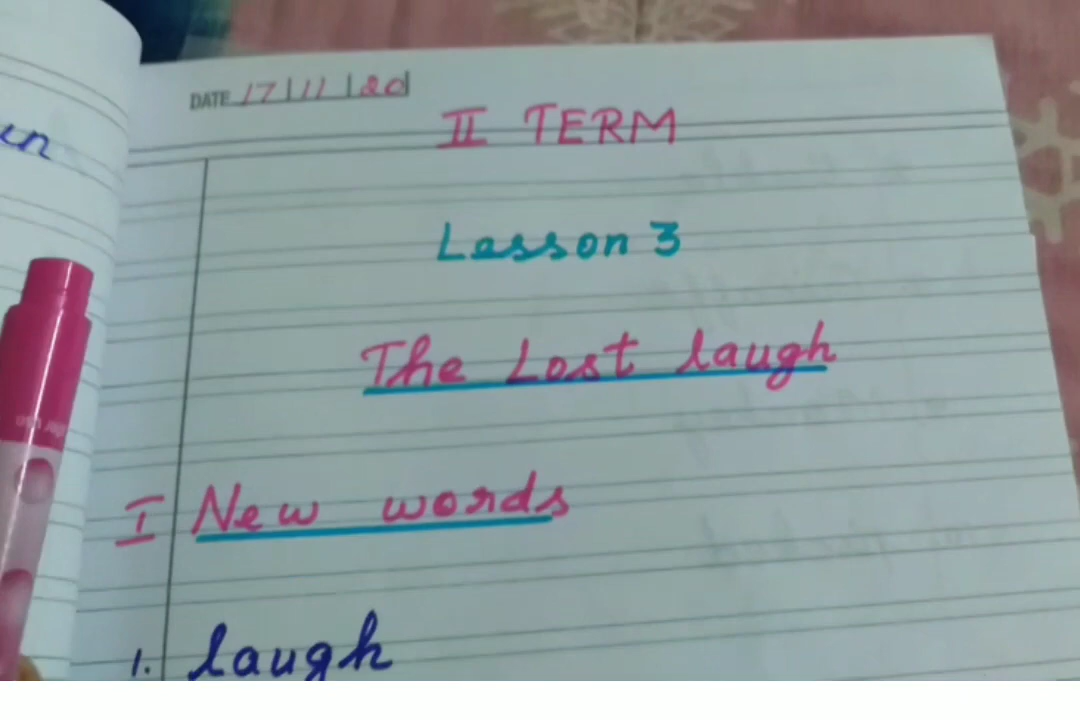 DATE 17/11/20
II TERM
Lesson 3
The Lost laugh
I New words
1. laugh